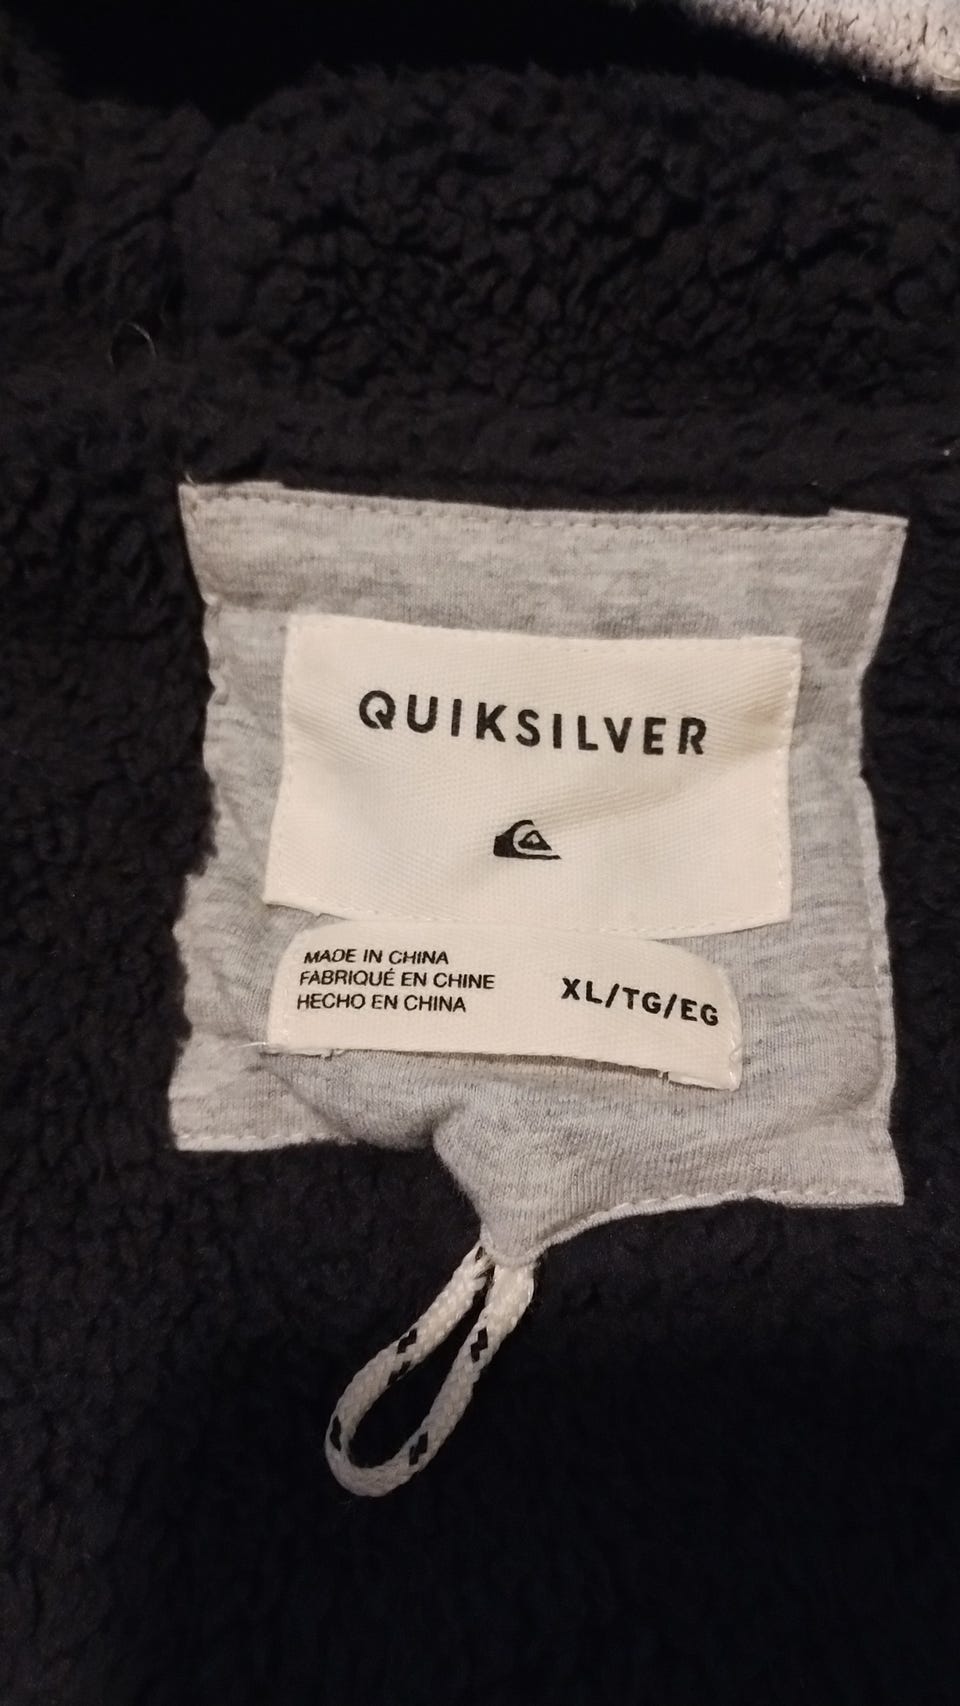 QUIKSILVER
MADE IN CHINA
FABRIQUÉ EN CHINE
HECHO EN CHINA
XL/TG/EG